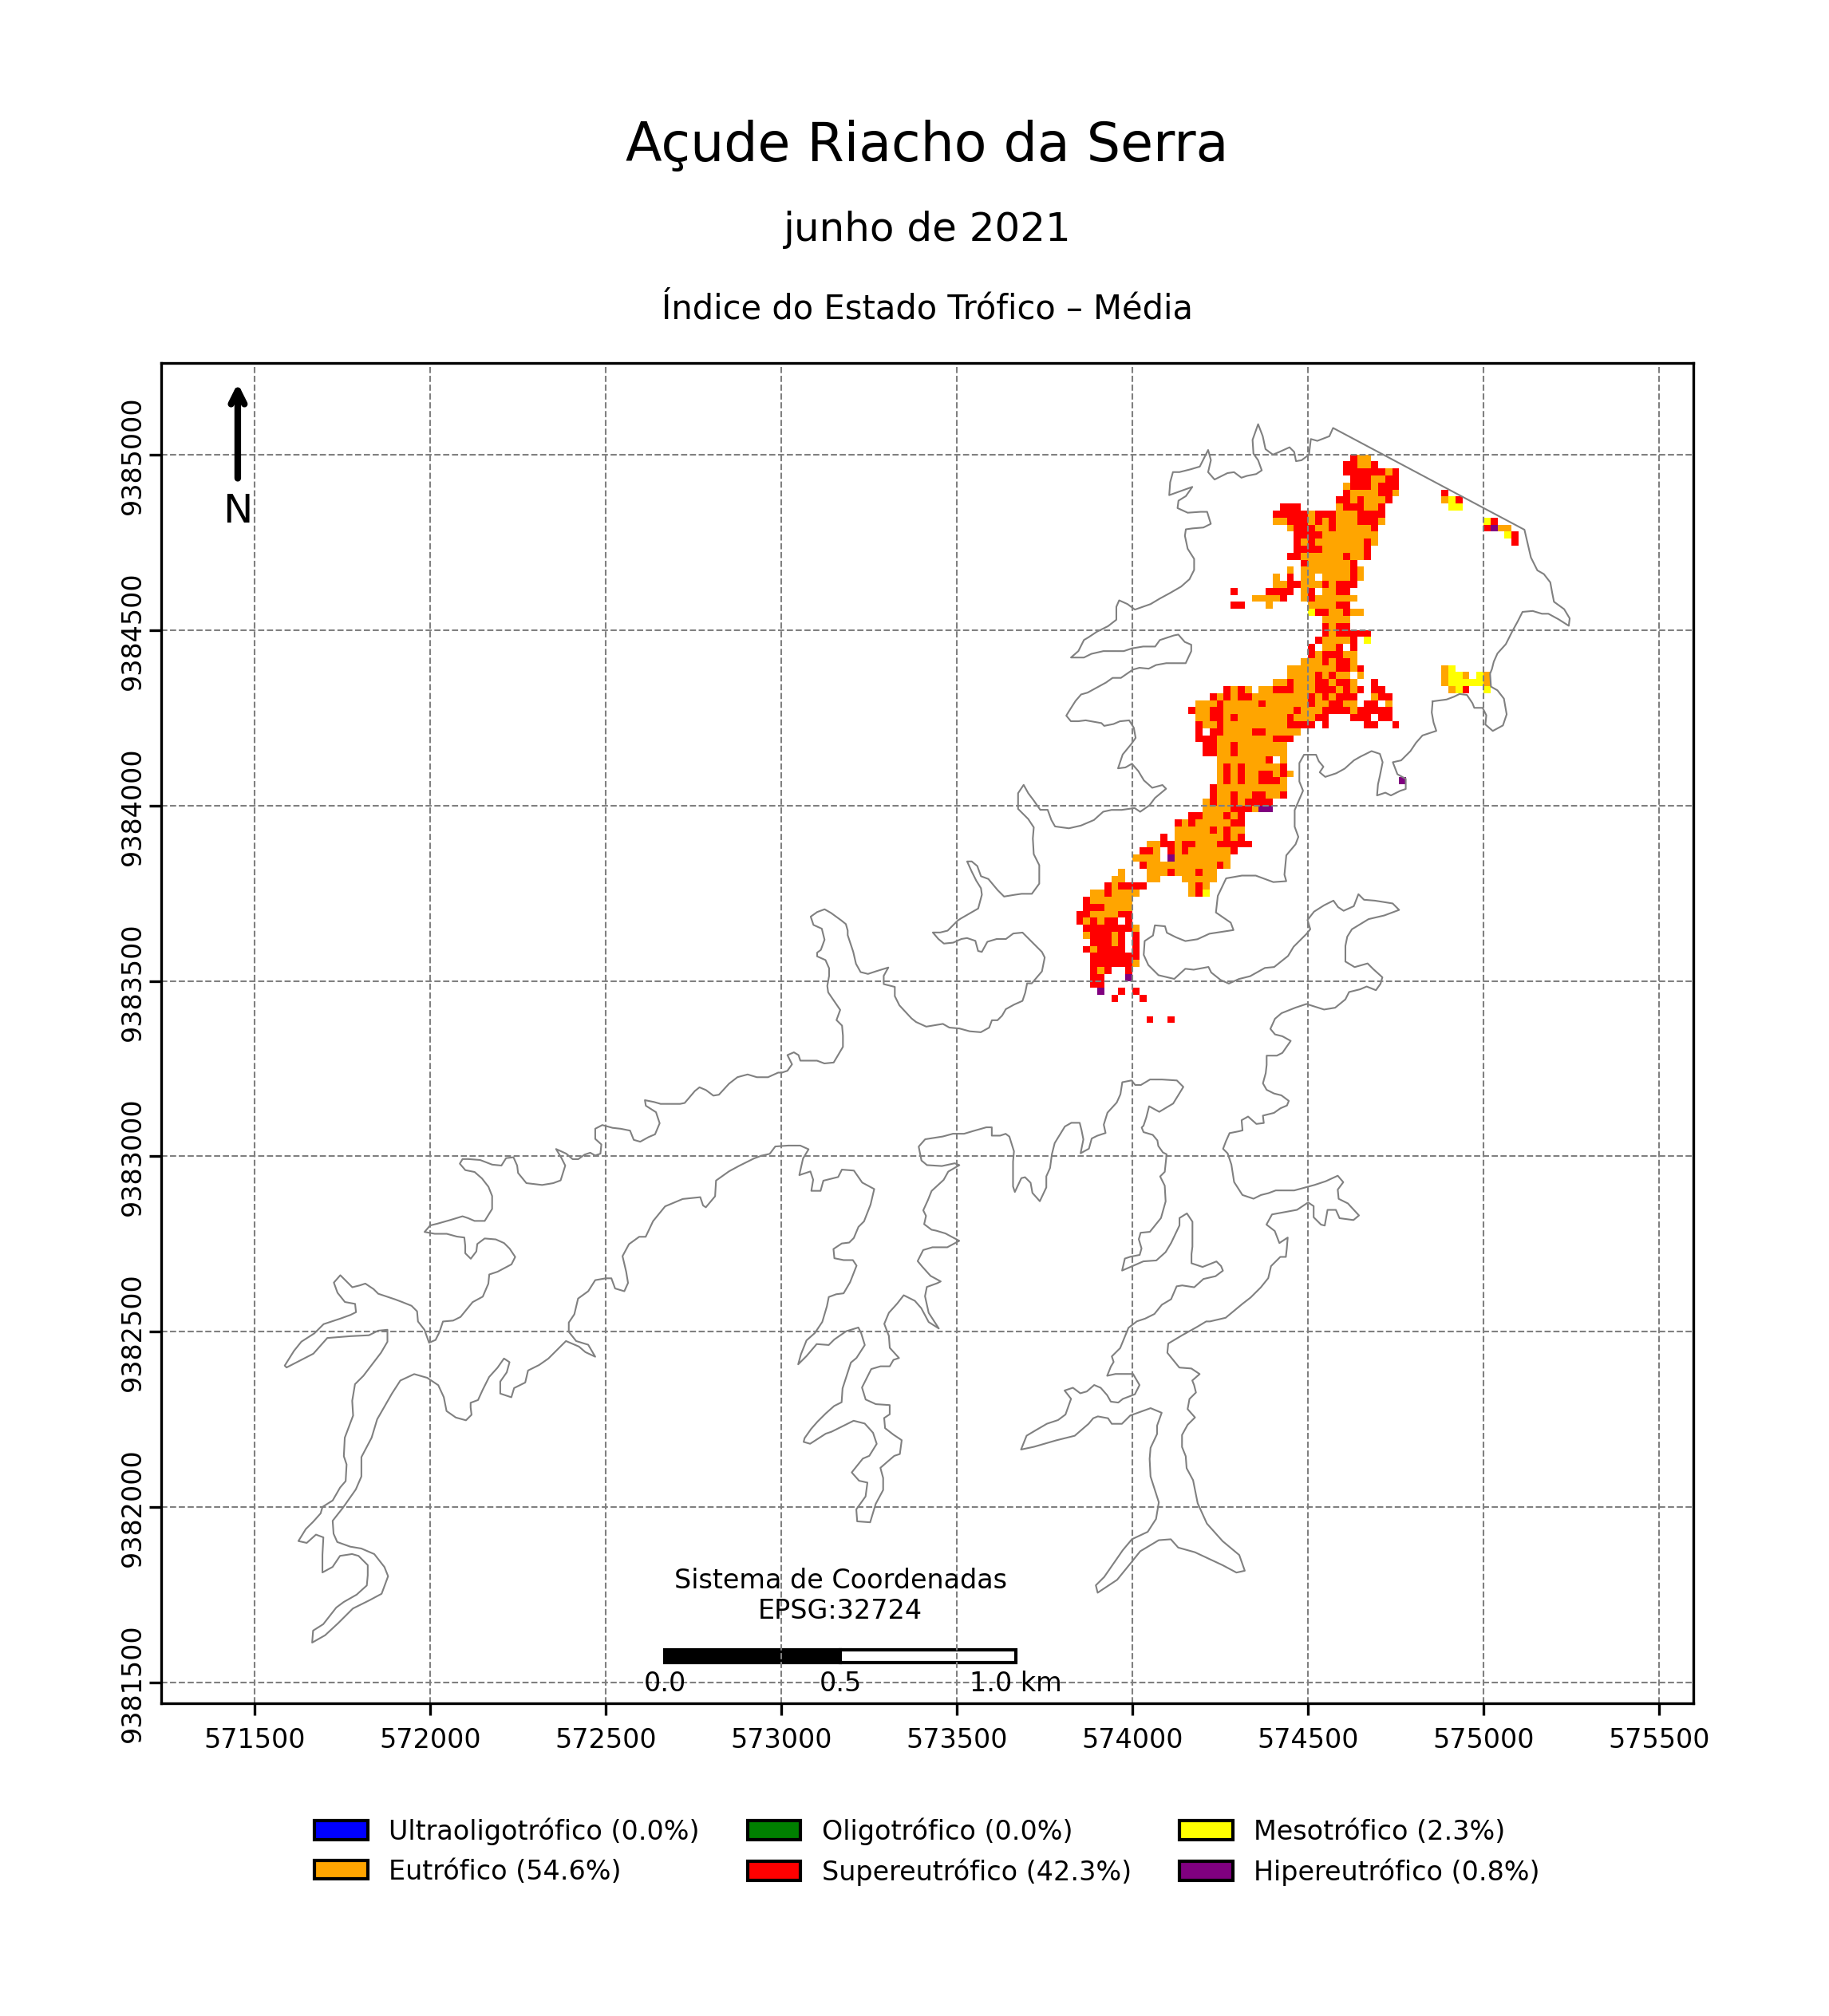 Açude Riacho da Serra
junho de 2021
Índice do Estado Trófico – Média
N
9385000
9384500
9384000
9383500
9383000
9382500
9382000
9381500
Sistema de Coordenadas
EPSG:32724
0.0 0.5 1.0 km
571500 572000 572500 573000 573500 574000 574500 575000 575500
Ultraoligotrófico (0.0%) Oligotrófico (0.0%) Mesotrófico (2.3%)
Eutrófico (54.6%) Supereutrófico (42.3%) Hipereutrófico (0.8%)